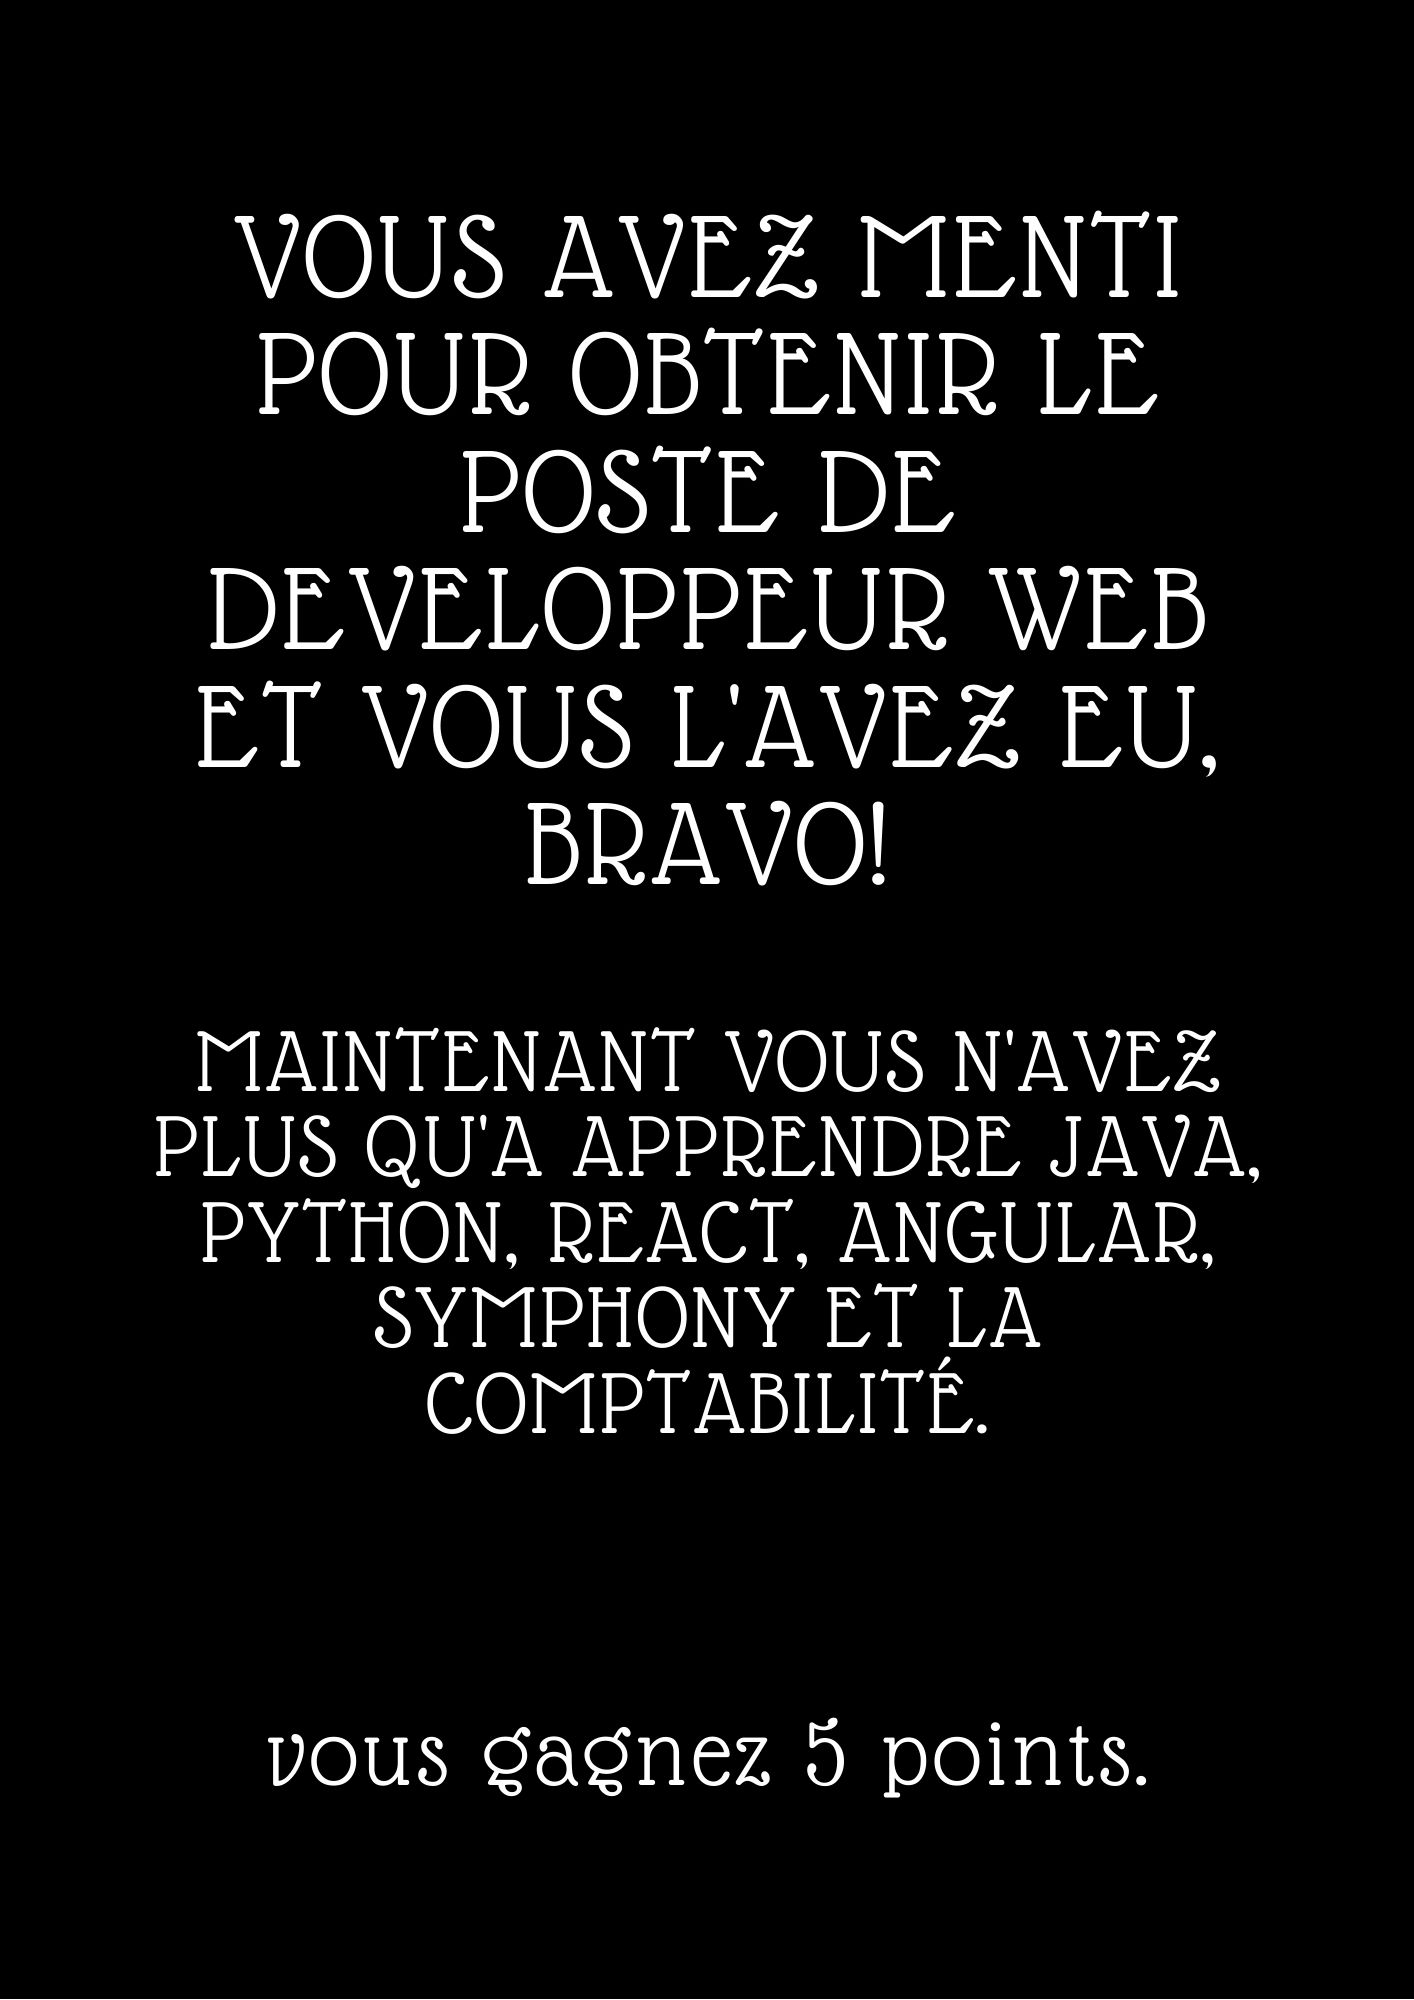 VOUS AVEZ MENTI
POUR OBTENIR LE
POSTE DE
DEVELOPPEUR WEB
ET VOUS L'AVEZ EU,
BRAVO!
MAINTENANT VOUS N'AVEZ
PLUS QU'A APPRENDRE JAVA,
PYTHON, REACT, ANGULAR,
SYMPHONY ET LA
COMPTABILITÉ.
vous gagnez 5 points.